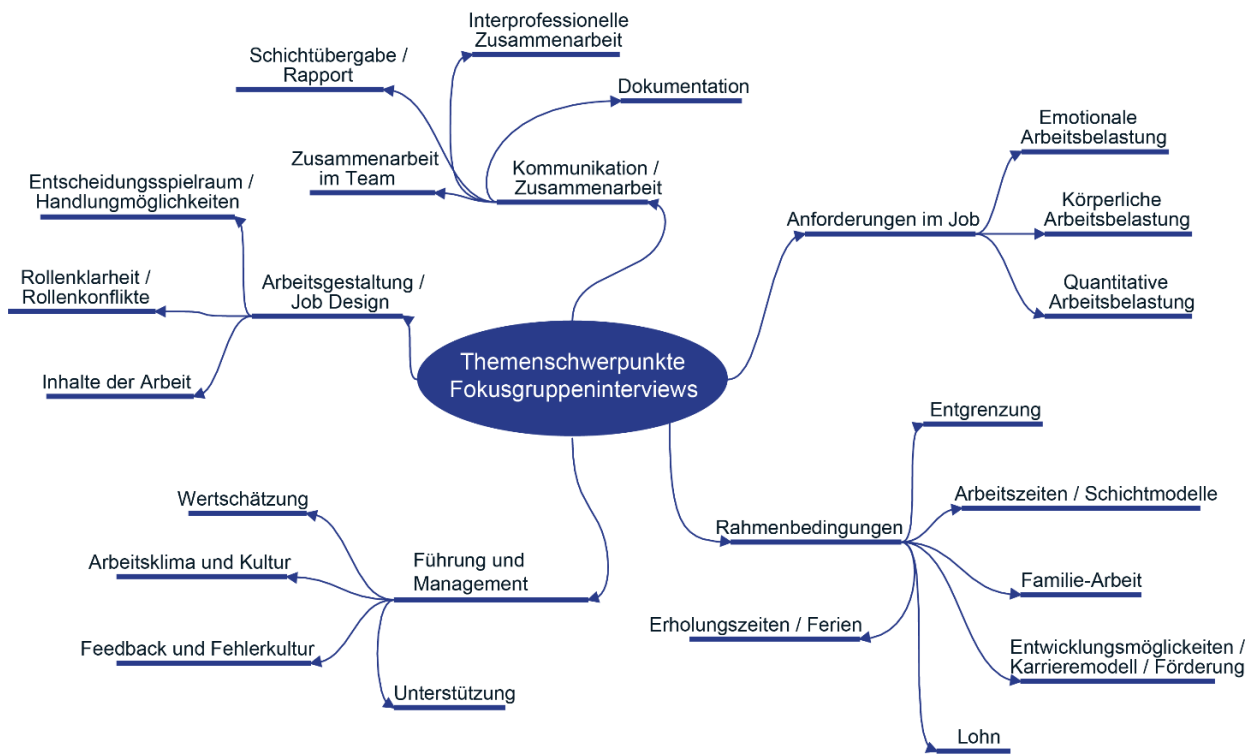 Themenschwerpunkte
Fokusgruppeninterviews
Kommunikation /
Zusammenarbeit
Interprofessionelle
Zusammenarbeit
Schichtübergabe /
Rapport
Dokumentation
Zusammenarbeit
im Team
Anforderungen im Job
Emotionale
Arbeitsbelastung
Körperliche
Arbeitsbelastung
Quantitative
Arbeitsbelastung
Arbeitsgestaltung /
Job Design
Entscheidungsspielraum /
Handlungmöglichkeiten
Rollenklarheit /
Rollenkonflikte
Inhalte der Arbeit
Führung und
Management
Wertschätzung
Arbeitsklima und Kultur
Feedback und Fehlerkultur
Unterstützung
Rahmenbedingungen
Entgrenzung
Arbeitszeiten / Schichtmodelle
Familie-Arbeit
Entwicklungsmöglickeiten /
Karrieremodell / Förderung
Lohn
Erholungszeiten / Ferien